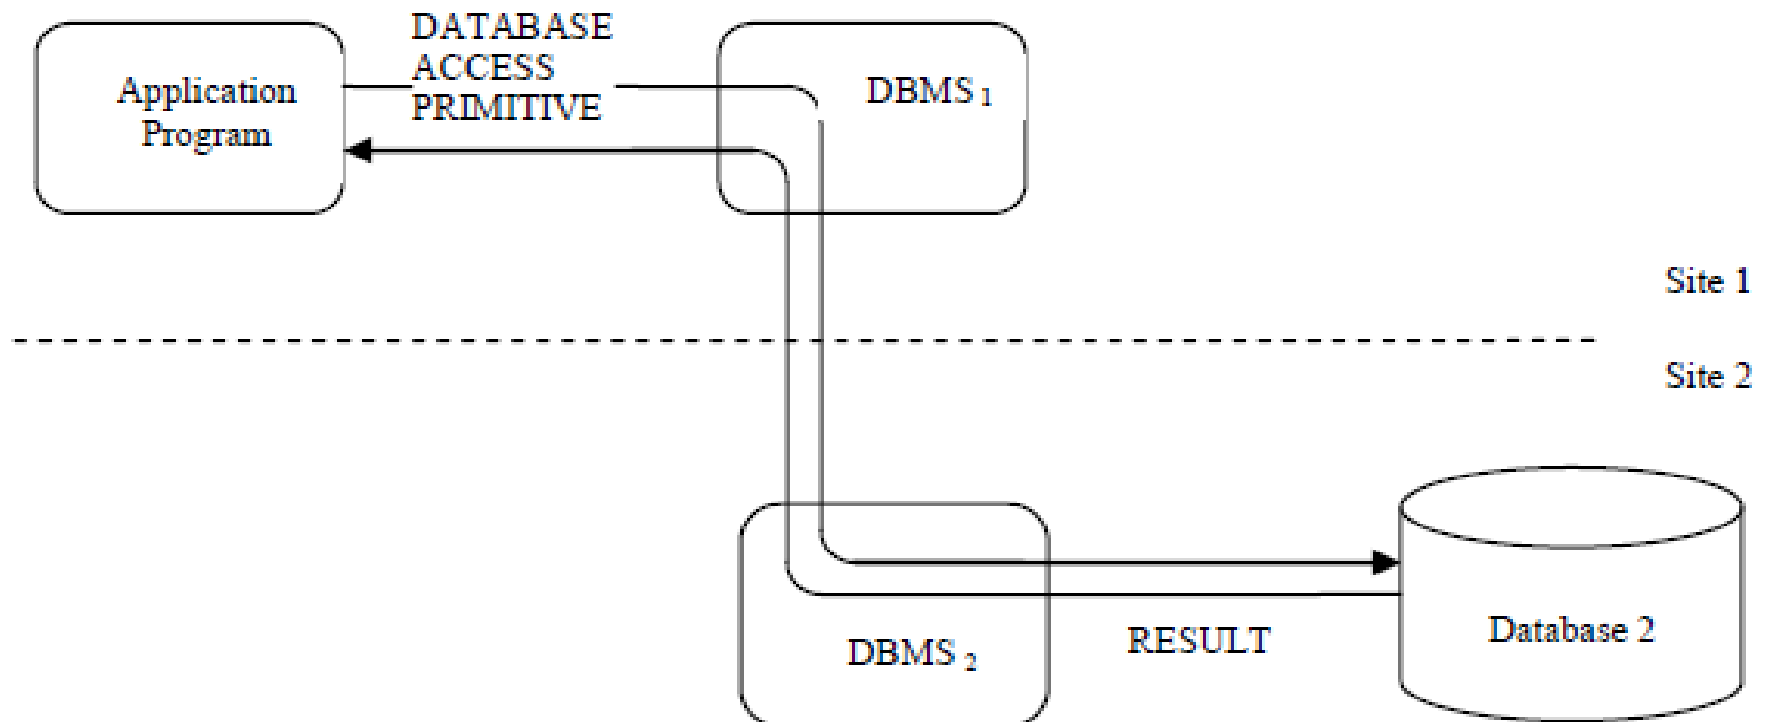 Application
Program
DATABASE
ACCESS
PRIMITIVE
DBMS 1
Site 1
Site 2
DBMS 2
RESULT
Database 2